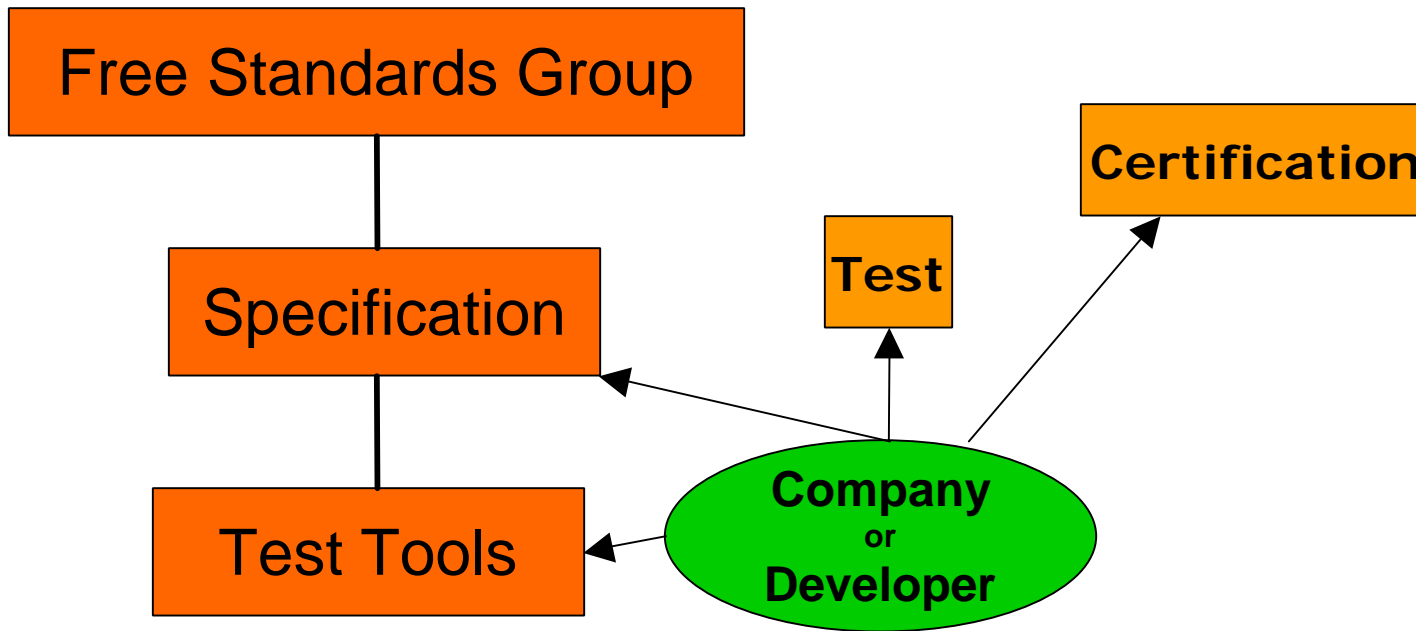 Free Standards Group
Certification
Test
Specification
Company
or
Developer
Test Tools